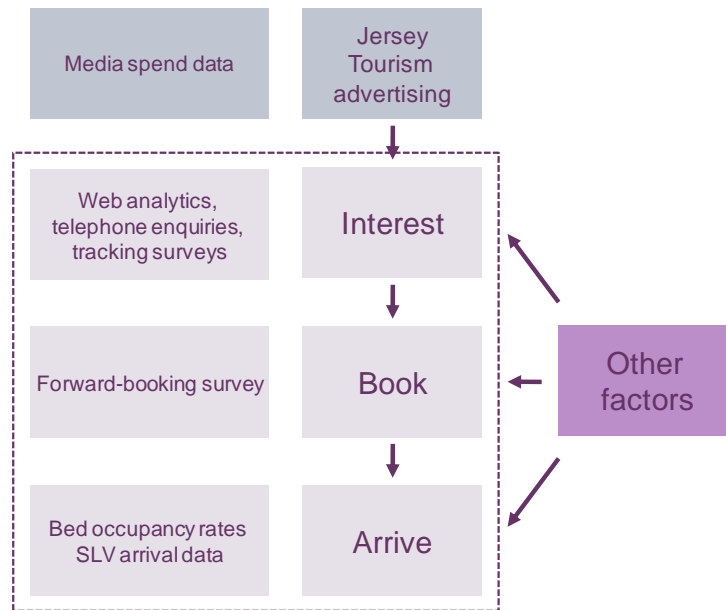 Media spend data
Jersey
Tourism
advertising
Web analytics,
telephone enquiries,
tracking surveys
Interest
Forward-booking survey
Book
Other
factors
Bed occupancy rates
SLV arrival data
Arrive